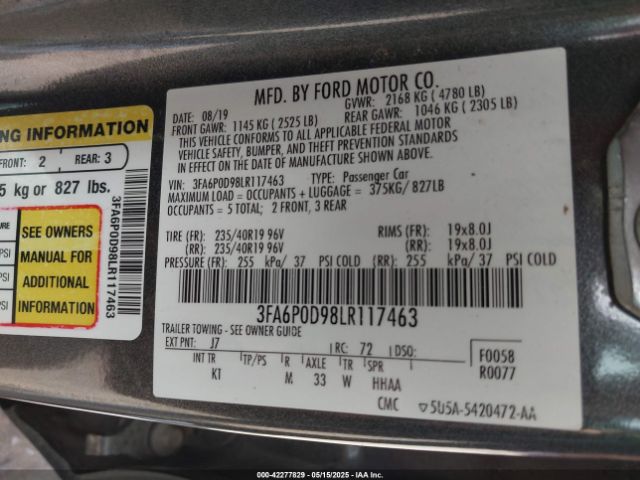 NG INFORMATION
FRONT: 2 REAR: 3
5 kg or 827 lbs.
PSI
PSI
SEE OWNERS
MANUAL FOR
ADDITIONAL
INFORMATION
3FA6P0D98LR117463
MFD. BY FORD MOTOR CO.
DATE: 08/19 GVWR: 2168 KG ( 4780 LB)
FRONT GAWR: 1145 KG ( 2525 LB) REAR GAWR: 1046 KG ( 2305 LB)
THIS VEHICLE CONFORMS TO ALL APPLICABLE FEDERAL MOTOR
VEHICLE SAFETY, BUMPER, AND THEFT PREVENTION STANDARDS
IN EFFECT ON THE DATE OF MANUFACTURE SHOWN ABOVE.
VIN: 3FA6P0D98LR117463 TYPE: Passenger Car
MAXIMUM LOAD = OCCUPANTS + LUGGAGE = 375KG/ 827LB
OCCUPANTS = 5 TOTAL; 2 FRONT, 3 REAR
TIRE (FR): 235/40R19 96V RIMS (FR): 19x8.0J
(RR): 235/40R19 96V (RR): 19x8.0J
PRESSURE (FR): 255 kPa/ 37 PSI COLD (RR): 255 kPa/ 37 PSI COLD
3FA6P0D98LR117463
TRAILER TOWING - SEE OWNER GUIDE
EXT PNT: J7 RC: 72 DSO: F0058
INT TR TP/PS R AXLE TR SPR R0077
K1 M 33 W HHAA
CMC 5U5A-5420472-AA
000-42277829 05/15/2025 IAA Inc.